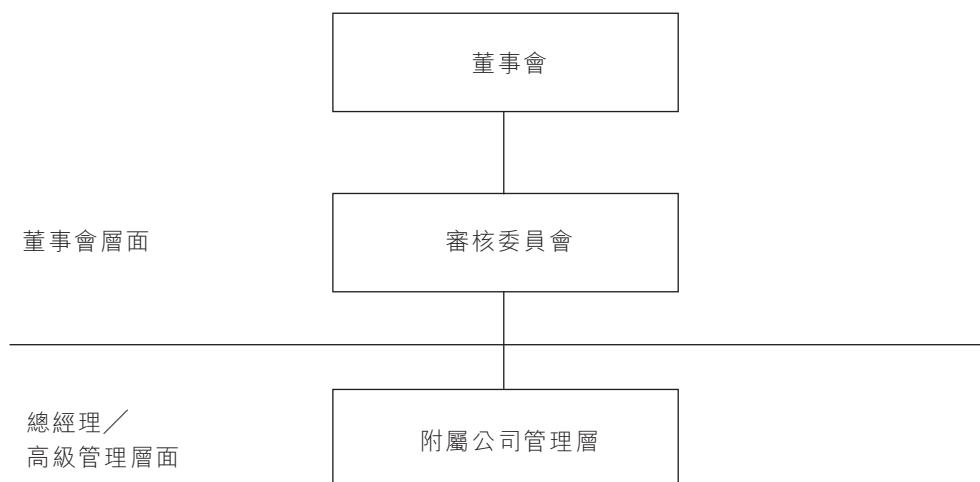 董事會
董事會層面
審核委員會
總經理／
高級管理層面
附屬公司管理層